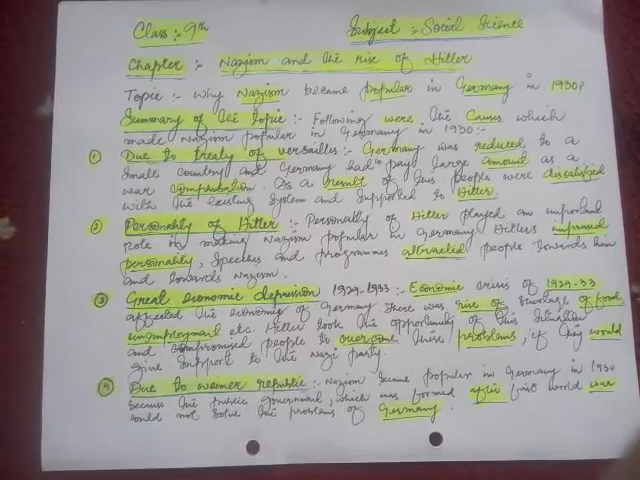 Class :- 9th Subject :- Social Science
Chapter :- Nazism and the rise of Hitler
Topic :- Why Nazism became popular in Germany in 1930?
Summary of the Topic :- Following were the causes which
made Nazism popular in Germany in 1930:-
① Due to treaty of versailles :- Germany was reduced to a
small country and Germany had pay large amount as a
war compensation. As a result of this people were dissatisfied
with the existing system and supported to Hitler.
② Personality of Hitler :- Personality of Hitler played an important
role in making Nazism popular in Germany Hitlers
personality, speeches and programmes attracted people towards him
and towards Nazism.
③ Great economic depression 1929-1933 :- Economic crisis of 1929-33
affected the economy of Germany there was rise of shortage of food
unemployment etc. Hitler took the opportunity of this situation
and people to overcome these problems, if they would
give support to the Nazi party.
④ Due to weimer republic :- Nazism became popular in Germany in 1930
because the public government, which was formed after first world war
could not solve the problems of Germany.